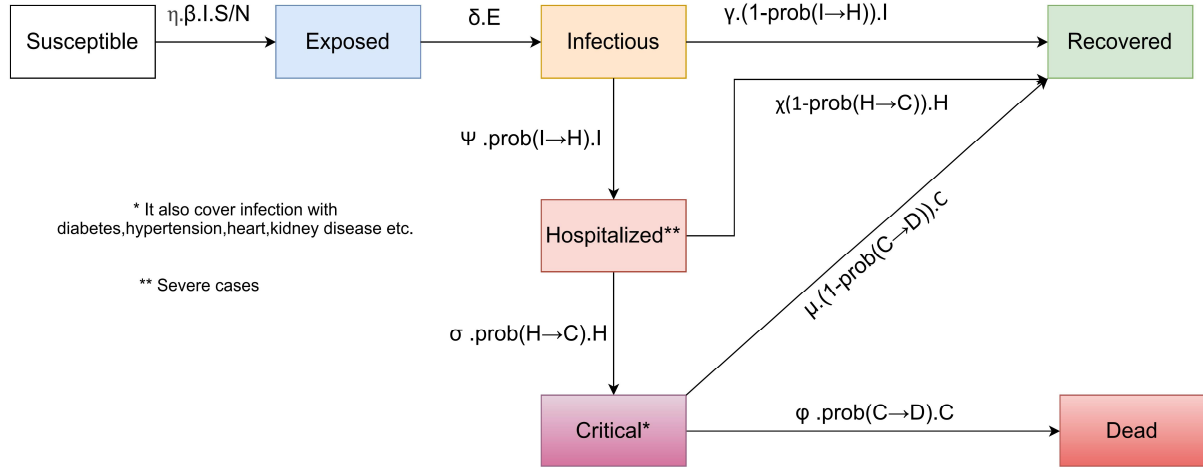 η.β.I.S/N
δ.E
γ.(1-prob(I→H)).I
Susceptible
Exposed
Infectious
Recovered
χ(1-prob(H→C)).H
Ψ .prob(I→H).I
* It also cover infection with
diabetes,hypertension,heart,kidney disease etc.
Hospitalized**
μ.(1-prob(C→D)).C
** Severe cases
σ .prob(H→C).H
φ .prob(C→D).C
Critical*
Dead